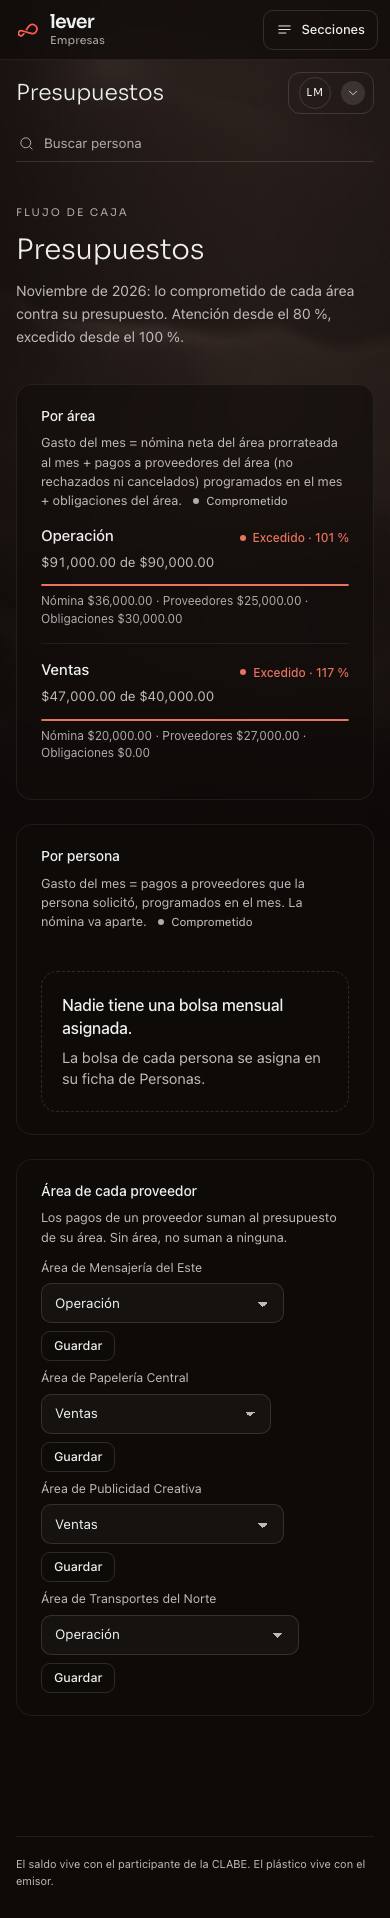 lever
Empresas
Secciones
Presupuestos
LM
Buscar persona
FLUJO DE CAJA
Presupuestos
Noviembre de 2026: lo comprometido de cada área
contra su presupuesto. Atención desde el 80 %,
excedido desde el 100 %.
Por área
Gasto del mes = nómina neta del área prorrateada
al mes + pagos a proveedores del área (no
rechazados ni cancelados) programados en el mes
+ obligaciones del área. ● Comprometido
Operación
● Excedido · 101 %
$91,000.00 de $90,000.00
Nómina $36,000.00 · Proveedores $25,000.00 ·
Obligaciones $30,000.00
Ventas
● Excedido · 117 %
$47,000.00 de $40,000.00
Nómina $20,000.00 · Proveedores $27,000.00 ·
Obligaciones $0.00
Por persona
Gasto del mes = pagos a proveedores que la
persona solicitó, programados en el mes. La
nómina va aparte. ● Comprometido
Nadie tiene una bolsa mensual
asignada.
La bolsa de cada persona se asigna en
su ficha de Personas.
Área de cada proveedor
Los pagos de un proveedor suman al presupuesto
de su área. Sin área, no suman a ninguna.
Área de Mensajería del Este
Operación
Guardar
Área de Papelería Central
Ventas
Guardar
Área de Publicidad Creativa
Ventas
Guardar
Área de Transportes del Norte
Operación
Guardar
El saldo vive con el participante de la CLABE. El plástico vive con el
emisor.